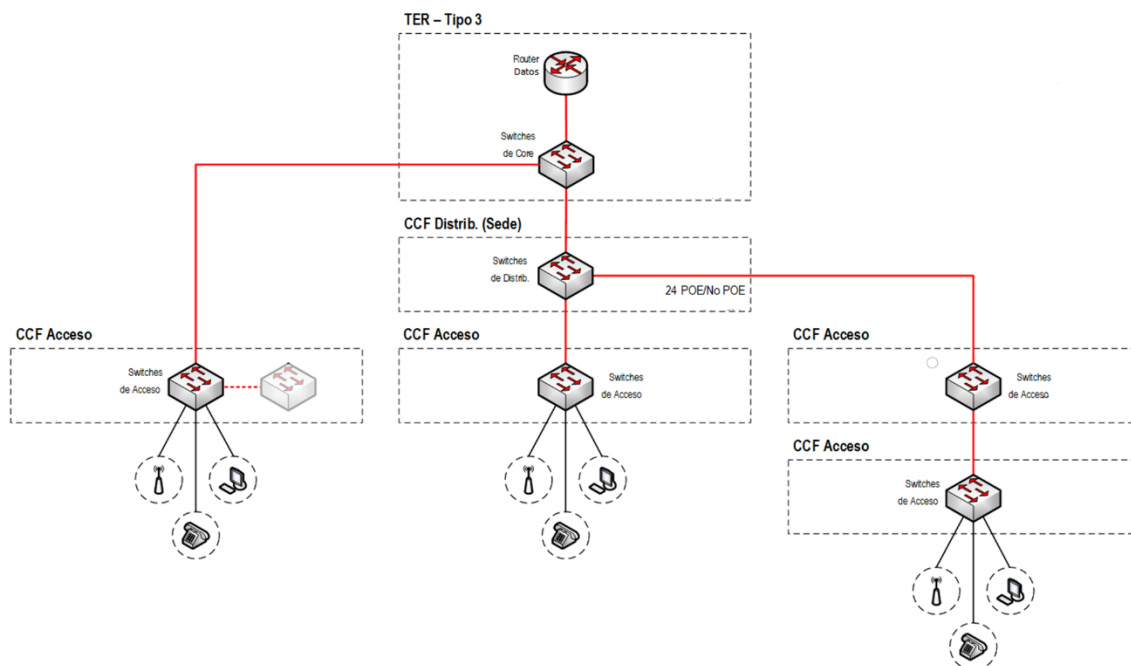 TER – Tipo 3
Router
Datos
Switches
de Core
CCF Distrib. (Sede)
Switches
de Distrib.
24 POE/No POE
CCF Acceso
Switches
de Acceso
CCF Acceso
Switches
de Acceso
CCF Acceso
Switches
de Acceso
CCF Acceso
Switches
de Acceso